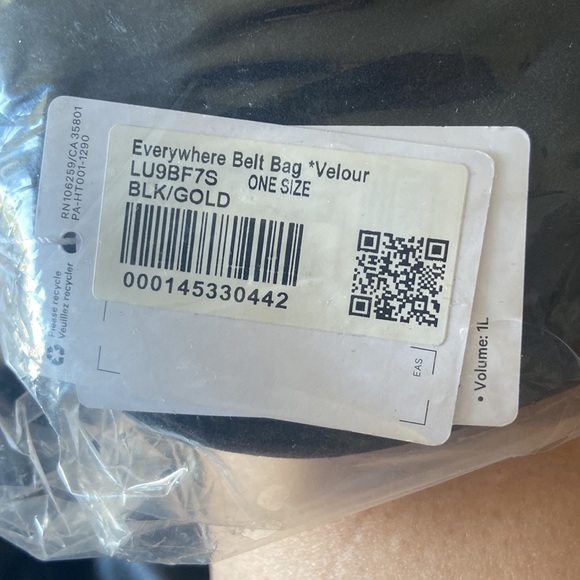 Everywhere Belt Bag *Velour
LU9BF7S ONE SIZE
BLK/GOLD
000145330442
RN106259/CA35801
PA-HT001-1290
Please recycle
Veuillez recycler
EAS
• Volume: 1L